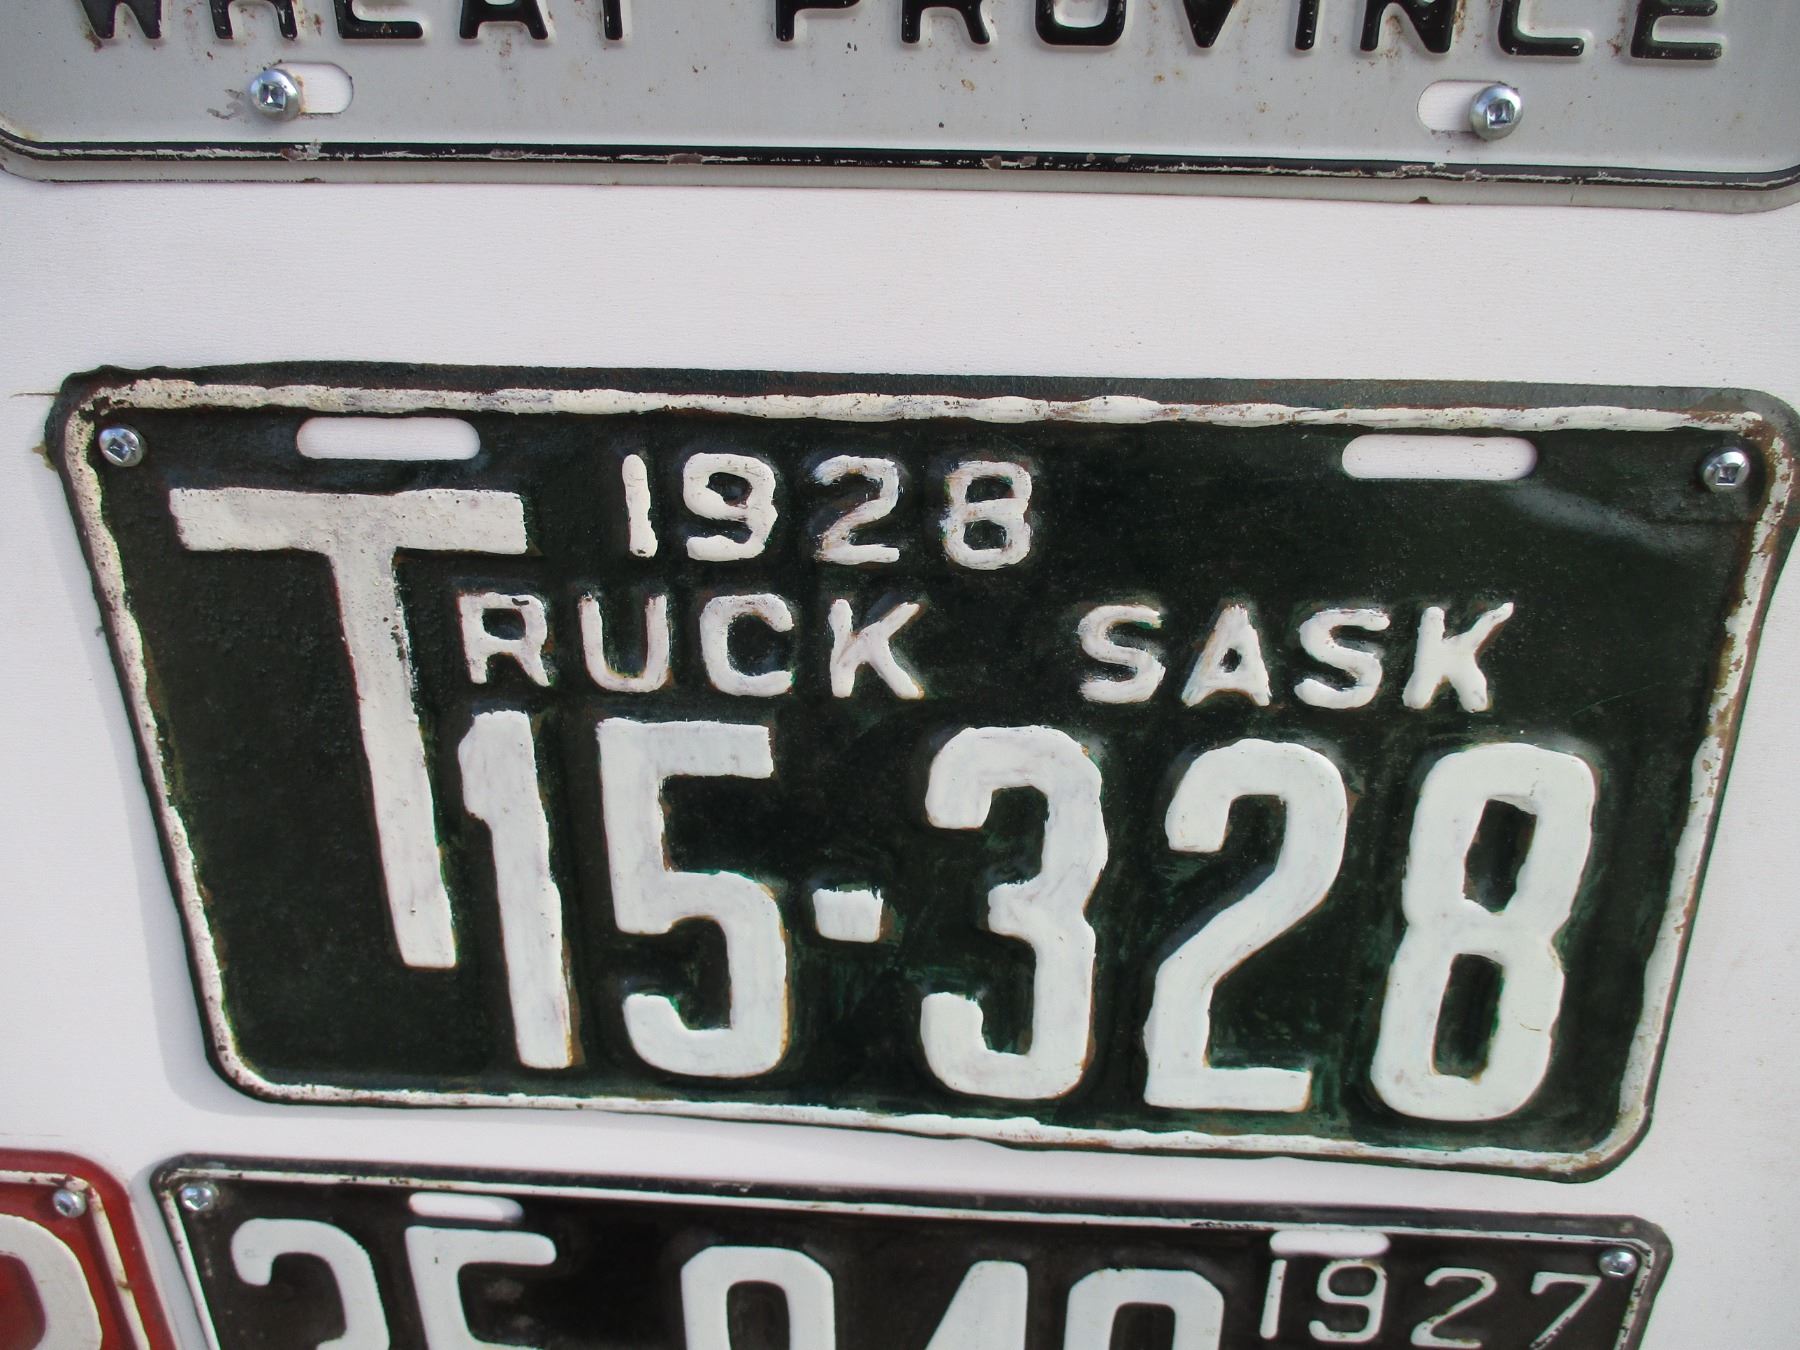 WHEAT PROVINCE
1928
TRUCK SASK
15-328
1927